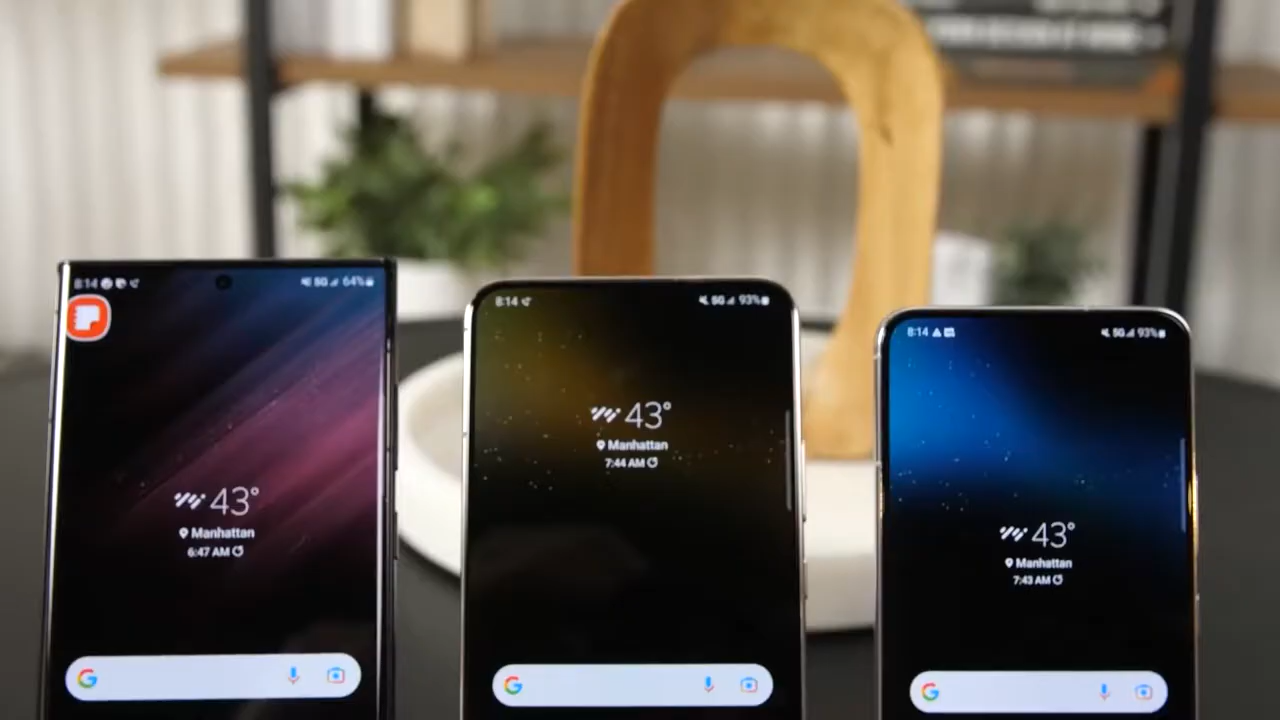 8:14
5G 64%
43°
Manhattan
6:47 AM
G
8:14
5G 93%
43°
Manhattan
7:44 AM
G
8:14
5G 93%
43°
Manhattan
7:43 AM
G